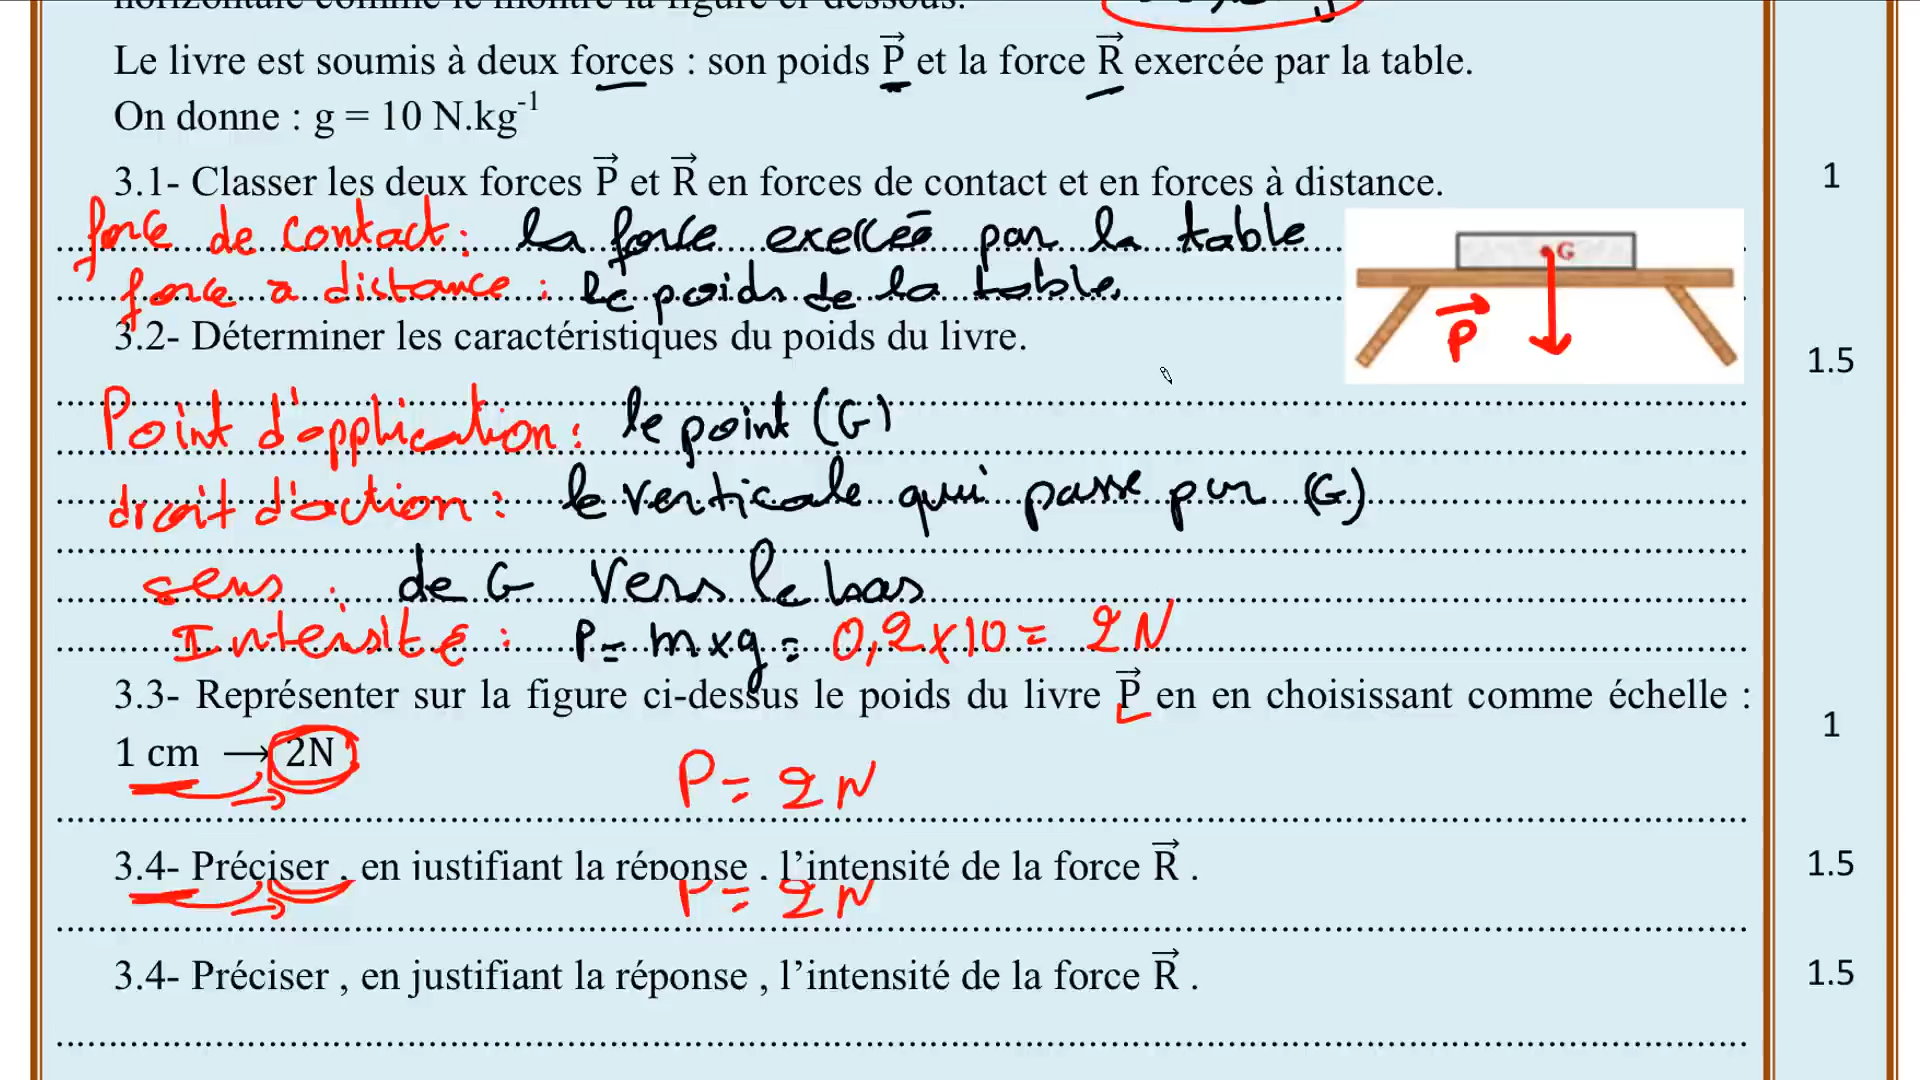 Le livre est soumis à deux forces : son poids P⃗ et la force R⃗ exercée par la table.
On donne : g = 10 N.kg⁻¹
3.1- Classer les deux forces P⃗ et R⃗ en forces de contact et en forces à distance.
1
force de contact : la force exercée par la table
force a distance : le poids de la table.
G
P⃗
3.2- Déterminer les caractéristiques du poids du livre.
1.5
Point d'application : le point (G)
droit d'action : le verticale qui passe par (G)
sens : de G vers le bas
Intensité : P = m x g = 0,2 x 10 = 2 N
3.3- Représenter sur la figure ci-dessus le poids du livre P⃗ en en choisissant comme échelle :
1
1 cm ⟶ 2N
P = 2 N
3.4- Préciser , en justifiant la réponse , l’intensité de la force R⃗ .
1.5
P = 2 N
3.4- Préciser , en justifiant la réponse , l’intensité de la force R⃗ .
1.5